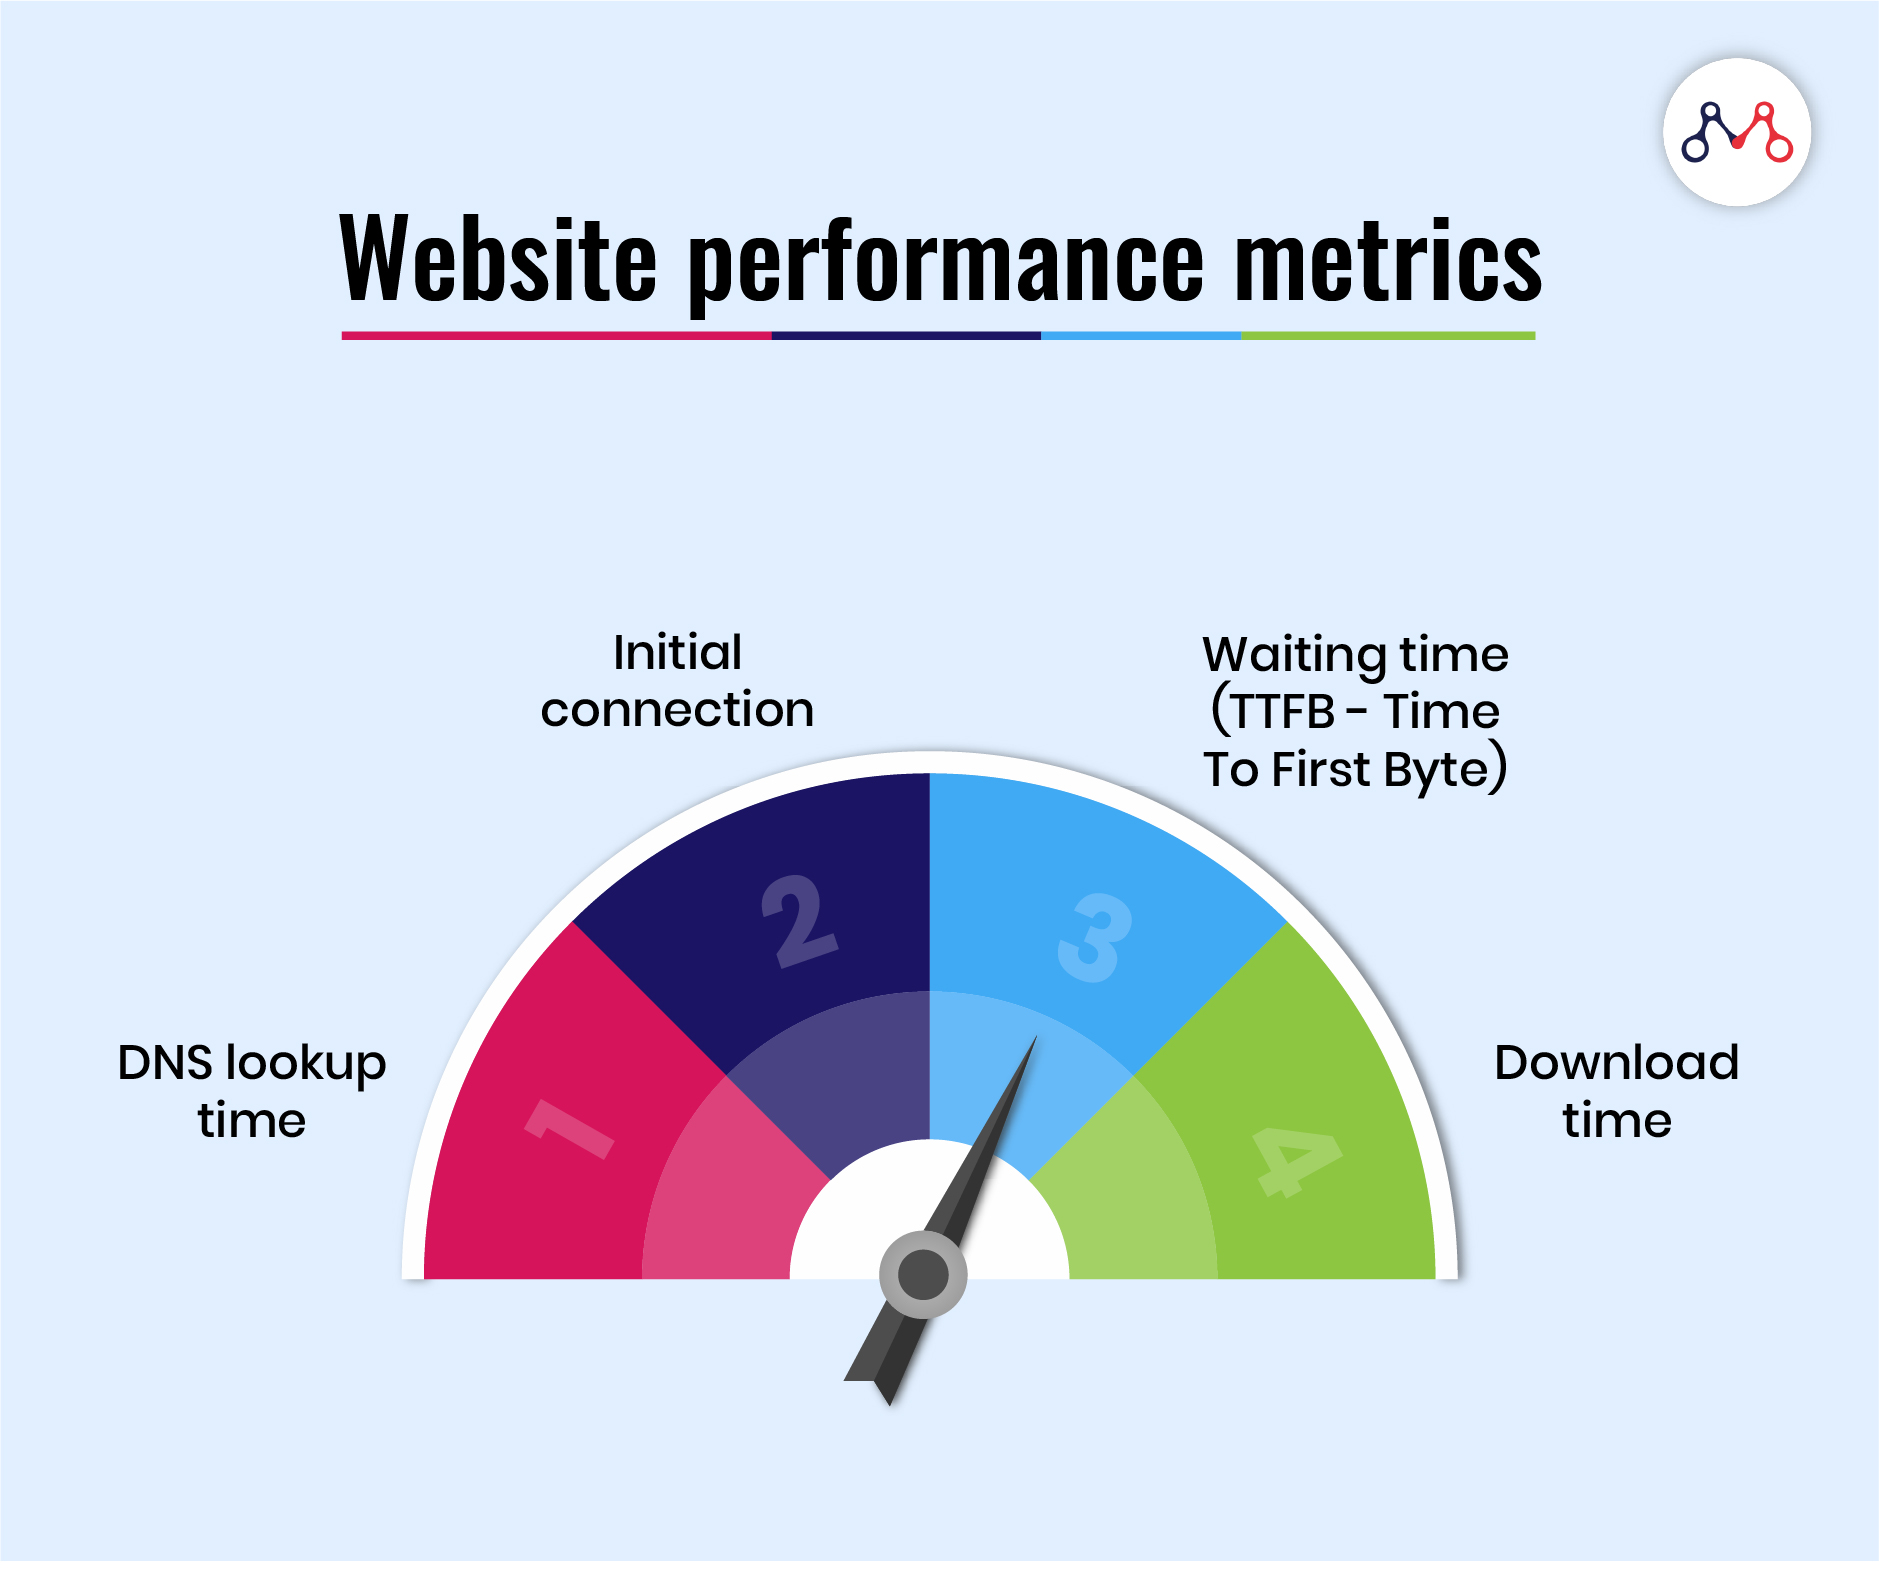 Website performance metrics
Initial
connection
Waiting time
(TTFB - Time
To First Byte)
2
3
DNS lookup
time
1
4
Download
time